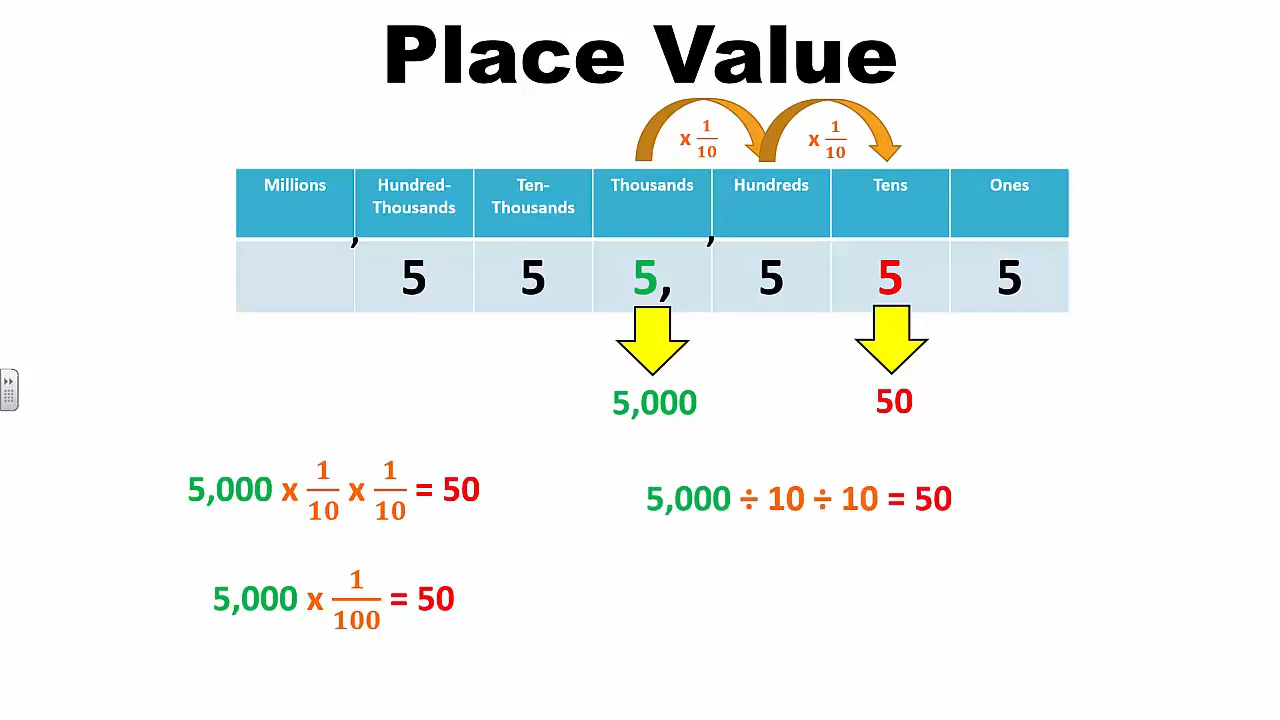 Place Value
x 1/10 x 1/10
Millions Hundred- Ten- Thousands Hundreds Tens Ones
Thousands Thousands
, ,
5 5 5, 5 5 5
5,000 50
5,000 x 1/10 x 1/10 = 50
5,000 ÷ 10 ÷ 10 = 50
5,000 x 1/100 = 50